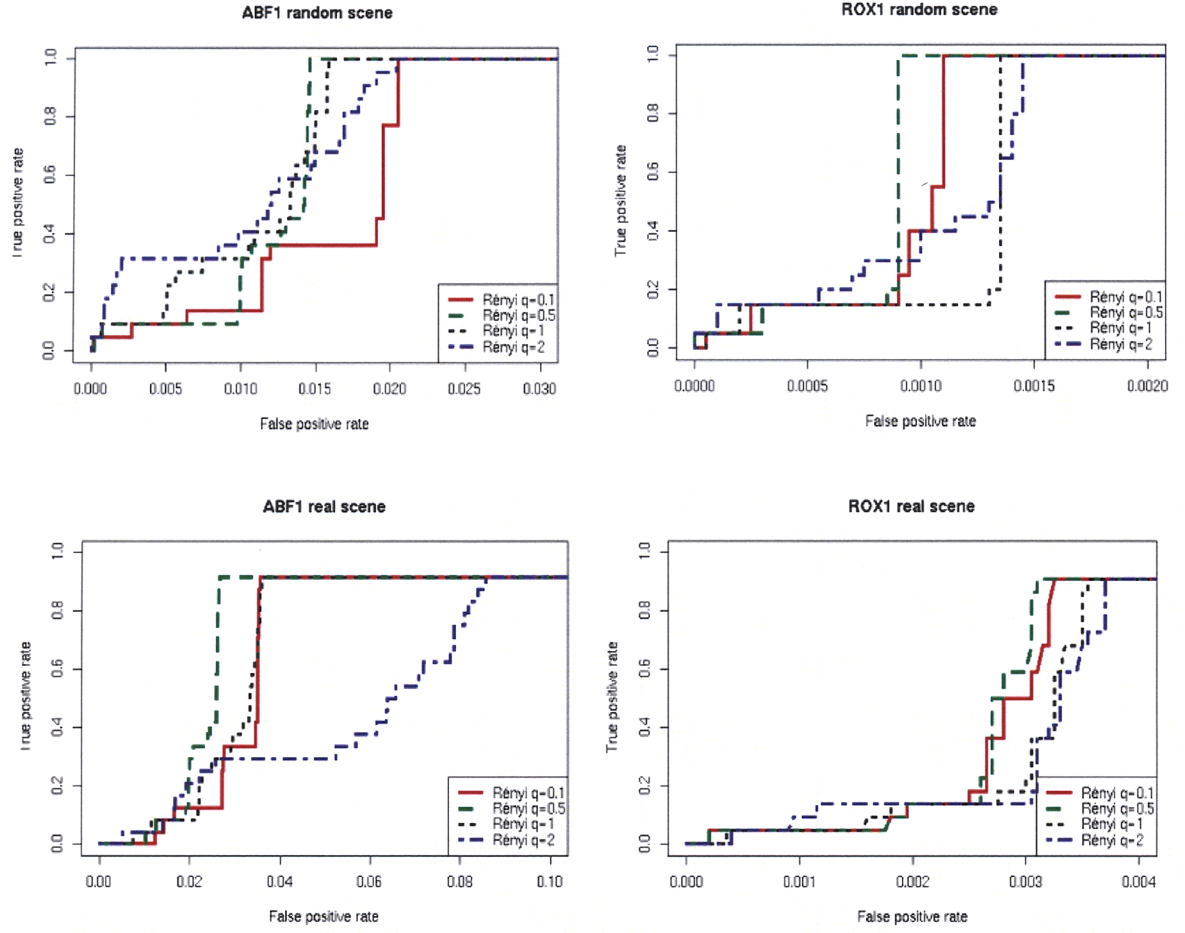 ABF1 random scene
True positive rate
1.0
0.8
0.6
0.4
0.2
0.0
Rényi q=0.1
Rényi q=0.5
Rényi q=1
Rényi q=2
0.000 0.005 0.010 0.015 0.020 0.025 0.030
False positive rate
ROX1 random scene
True positive rate
1.0
0.8
0.6
0.4
0.2
0.0
Rényi q=0.1
Rényi q=0.5
Rényi q=1
Rényi q=2
0.0000 0.0005 0.0010 0.0015 0.0020
False positive rate
ABF1 real scene
True positive rate
1.0
0.8
0.6
0.4
0.2
0.0
Rényi q=0.1
Rényi q=0.5
Rényi q=1
Rényi q=2
0.00 0.02 0.04 0.06 0.08 0.10
False positive rate
ROX1 real scene
True positive rate
1.0
0.8
0.6
0.4
0.2
0.0
Rényi q=0.1
Rényi q=0.5
Rényi q=1
Rényi q=2
0.000 0.001 0.002 0.003 0.004
False positive rate